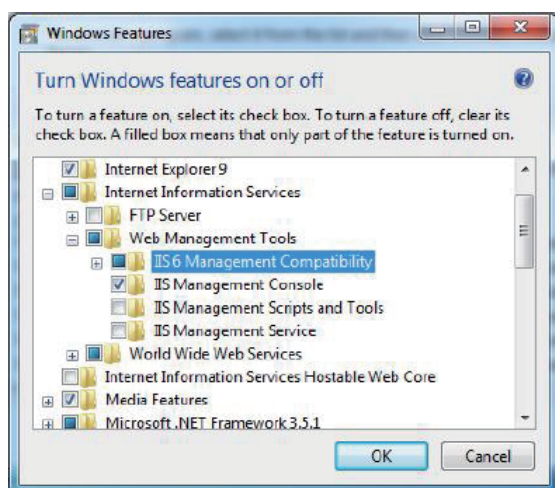 Windows Features
Turn Windows features on or off
To turn a feature on, select its check box. To turn a feature off, clear its
check box. A filled box means that only part of the feature is turned on.
Internet Explorer 9
Internet Information Services
FTP Server
Web Management Tools
IIS 6 Management Compatibility
IIS Management Console
IIS Management Scripts and Tools
IIS Management Service
World Wide Web Services
Internet Information Services Hostable Web Core
Media Features
Microsoft .NET Framework 3.5.1
OK
Cancel